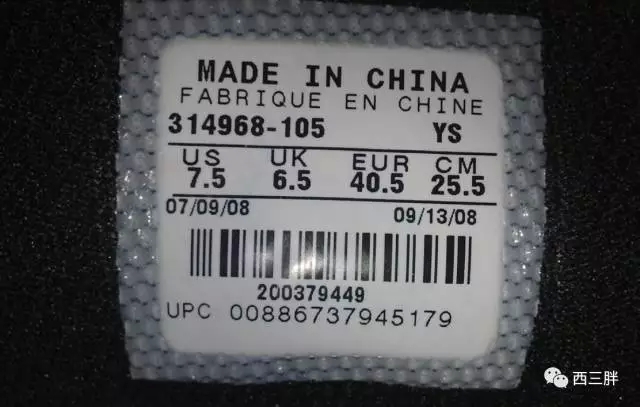 MADE IN CHINA
FABRIQUE EN CHINE
314968-105 YS
US UK EUR CM
7.5 6.5 40.5 25.5
07/09/08 09/13/08
200379449
UPC 00886737945179
西三胖